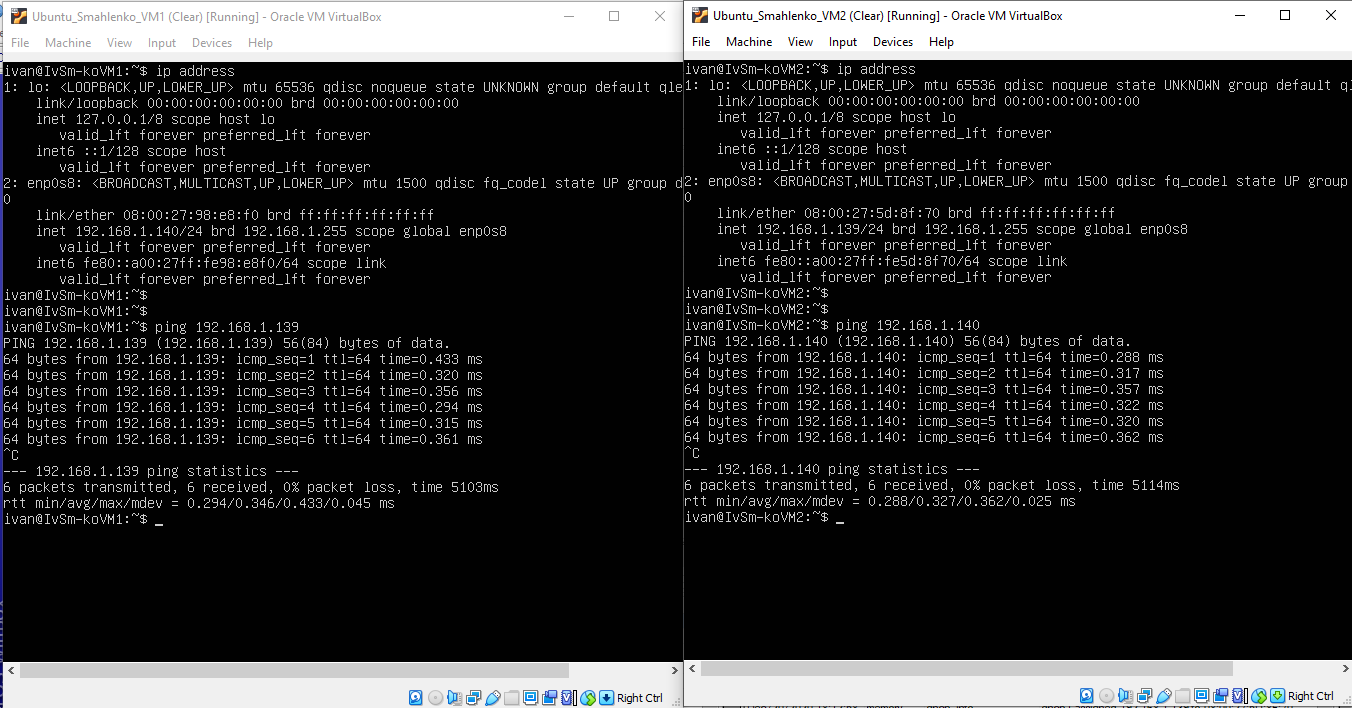 Ubuntu_Smahlenko_VM1 (Clear) [Running] - Oracle VM VirtualBox
File Machine View Input Devices Help
ivan@IvSm-koVM1:~$ ip address
1: lo: <LOOPBACK,UP,LOWER_UP> mtu 65536 qdisc noqueue state UNKNOWN group default qle
link/loopback 00:00:00:00:00:00 brd 00:00:00:00:00:00
inet 127.0.0.1/8 scope host lo
valid_lft forever preferred_lft forever
inet6 ::1/128 scope host
valid_lft forever preferred_lft forever
2: enp0s8: <BROADCAST,MULTICAST,UP,LOWER_UP> mtu 1500 qdisc fq_codel state UP group d
0
link/ether 08:00:27:98:e8:f0 brd ff:ff:ff:ff:ff:ff
inet 192.168.1.140/24 brd 192.168.1.255 scope global enp0s8
valid_lft forever preferred_lft forever
inet6 fe80::a00:27ff:fe98:e8f0/64 scope link
valid_lft forever preferred_lft forever
ivan@IvSm-koVM1:~$
ivan@IvSm-koVM1:~$
ivan@IvSm-koVM1:~$ ping 192.168.1.139
PING 192.168.1.139 (192.168.1.139) 56(84) bytes of data.
64 bytes from 192.168.1.139: icmp_seq=1 ttl=64 time=0.433 ms
64 bytes from 192.168.1.139: icmp_seq=2 ttl=64 time=0.320 ms
64 bytes from 192.168.1.139: icmp_seq=3 ttl=64 time=0.356 ms
64 bytes from 192.168.1.139: icmp_seq=4 ttl=64 time=0.294 ms
64 bytes from 192.168.1.139: icmp_seq=5 ttl=64 time=0.315 ms
64 bytes from 192.168.1.139: icmp_seq=6 ttl=64 time=0.361 ms
^C
--- 192.168.1.139 ping statistics ---
6 packets transmitted, 6 received, 0% packet loss, time 5103ms
rtt min/avg/max/mdev = 0.294/0.346/0.433/0.045 ms
ivan@IvSm-koVM1:~$ _
Right Ctrl
Ubuntu_Smahlenko_VM2 (Clear) [Running] - Oracle VM VirtualBox
File Machine View Input Devices Help
ivan@IvSm-koVM2:~$ ip address
1: lo: <LOOPBACK,UP,LOWER_UP> mtu 65536 qdisc noqueue state UNKNOWN group default ql
link/loopback 00:00:00:00:00:00 brd 00:00:00:00:00:00
inet 127.0.0.1/8 scope host lo
valid_lft forever preferred_lft forever
inet6 ::1/128 scope host
valid_lft forever preferred_lft forever
2: enp0s8: <BROADCAST,MULTICAST,UP,LOWER_UP> mtu 1500 qdisc fq_codel state UP group
0
link/ether 08:00:27:5d:8f:70 brd ff:ff:ff:ff:ff:ff
inet 192.168.1.139/24 brd 192.168.1.255 scope global enp0s8
valid_lft forever preferred_lft forever
inet6 fe80::a00:27ff:fe5d:8f70/64 scope link
valid_lft forever preferred_lft forever
ivan@IvSm-koVM2:~$
ivan@IvSm-koVM2:~$
ivan@IvSm-koVM2:~$ ping 192.168.1.140
PING 192.168.1.140 (192.168.1.140) 56(84) bytes of data.
64 bytes from 192.168.1.140: icmp_seq=1 ttl=64 time=0.288 ms
64 bytes from 192.168.1.140: icmp_seq=2 ttl=64 time=0.317 ms
64 bytes from 192.168.1.140: icmp_seq=3 ttl=64 time=0.357 ms
64 bytes from 192.168.1.140: icmp_seq=4 ttl=64 time=0.322 ms
64 bytes from 192.168.1.140: icmp_seq=5 ttl=64 time=0.320 ms
64 bytes from 192.168.1.140: icmp_seq=6 ttl=64 time=0.362 ms
^C
--- 192.168.1.140 ping statistics ---
6 packets transmitted, 6 received, 0% packet loss, time 5114ms
rtt min/avg/max/mdev = 0.288/0.327/0.362/0.025 ms
ivan@IvSm-koVM2:~$ _
Right Ctrl